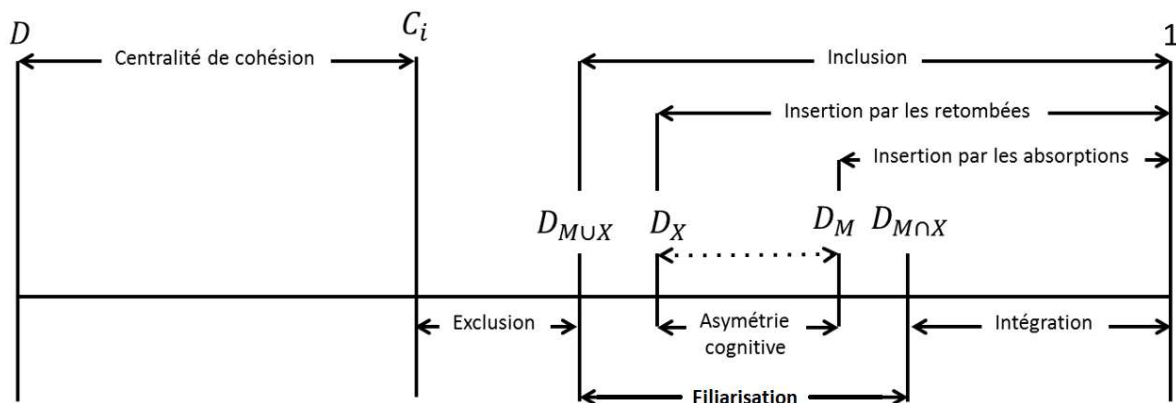 D
C_i
1
Centralité de cohésion
Inclusion
Insertion par les retombées
Insertion par les absorptions
D_{M∪X}
D_X
D_M
D_{M∩X}
Exclusion
Asymétrie
cognitive
Intégration
Filiarisation